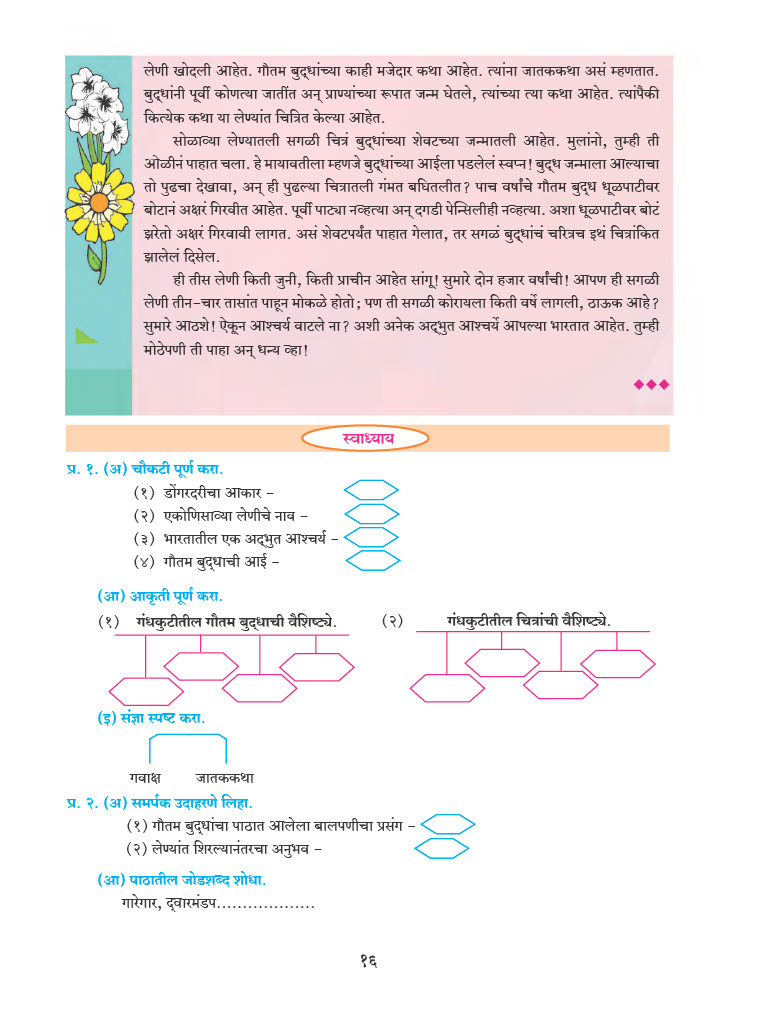 लेणी खोदली आहेत. गौतम बुद्धांच्या काही मजेदार कथा आहेत. त्यांना जातककथा असं म्हणतात.
बुद्धांनी पूर्वी कोणत्या जातींत अन् प्राण्यांच्या रूपात जन्म घेतले, त्यांच्या त्या कथा आहेत. त्यांपैकी
कित्येक कथा या लेण्यांत चित्रित केल्या आहेत.
सोळाव्या लेण्यातली सगळी चित्रं बुद्धांच्या शेवटच्या जन्मातली आहेत. मुलांनो, तुम्ही ती
ओळीनं पाहात चला. हे मायावतीला म्हणजे बुद्धांच्या आईला पडलेलं स्वप्न! बुद्ध जन्माला आल्याचा
तो पुढचा देखावा, अन् ही पुढल्या चित्रातली गंमत बघितलीत? पाच वर्षांचे गौतम बुद्ध धूळपाटीवर
बोटानं अक्षरं गिरवीत आहेत. पूर्वी पाट्या नव्हत्या अन् दगडी पेन्सिलीही नव्हत्या. अशा धूळपाटीवर बोटं
झरेतो अक्षरं गिरवावी लागत. असं शेवटपर्यंत पाहात गेलात, तर सगळं बुद्धांचं चरित्रच इथं चित्रांकित
झालेलं दिसेल.
ही तीस लेणी किती जुनी, किती प्राचीन आहेत सांगू! सुमारे दोन हजार वर्षांची! आपण ही सगळी
लेणी तीन-चार तासांत पाहून मोकळे होतो; पण ती सगळी कोरायला किती वर्षे लागली, ठाऊक आहे?
सुमारे आठशे! ऐकून आश्चर्य वाटले ना? अशी अनेक अद्भुत आश्चर्ये आपल्या भारतात आहेत. तुम्ही
मोठेपणी ती पाहा अन् धन्य व्हा!
स्वाध्याय
प्र. १. (अ) चौकटी पूर्ण करा.
(१) डोंगरदरीचा आकार –
(२) एकोणिसाव्या लेणीचे नाव –
(३) भारतातील एक अद्भुत आश्चर्य –
(४) गौतम बुद्धाची आई –
(आ) आकृती पूर्ण करा.
(१) गंधकुटीतील गौतम बुद्धाची वैशिष्ट्ये. (२) गंधकुटीतील चित्रांची वैशिष्ट्ये.
(इ) संज्ञा स्पष्ट करा.
गवाक्ष जातककथा
प्र. २. (अ) समर्पक उदाहरणे लिहा.
(१) गौतम बुद्धांचा पाठात आलेला बालपणीचा प्रसंग –
(२) लेण्यांत शिरल्यानंतरचा अनुभव –
(आ) पाठातील जोडशब्द शोधा.
गारेगार, द्वारमंडप...................
१६